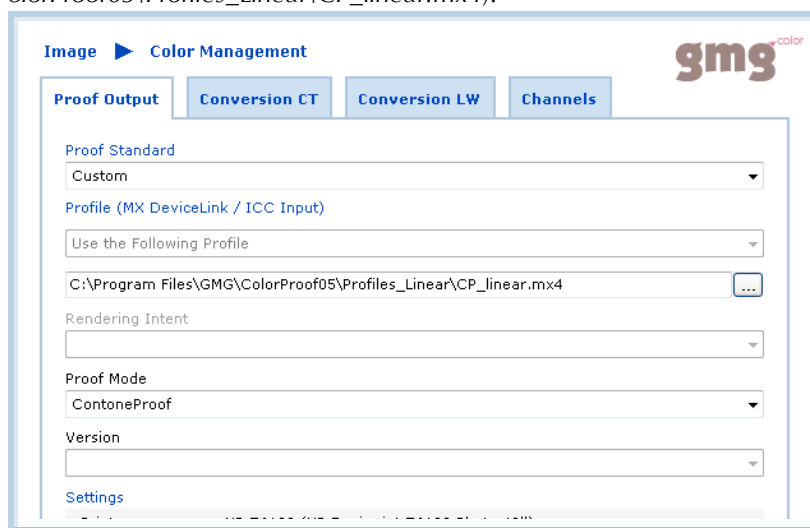 Image ▶ Color Management
gmg color
Proof Output Conversion CT Conversion LW Channels
Proof Standard
Custom
Profile (MX DeviceLink / ICC Input)
Use the Following Profile
C:\Program Files\GMG\ColorProof05\Profiles_Linear\CP_linear.mx4
...
Rendering Intent
Proof Mode
ContoneProof
Version
Settings